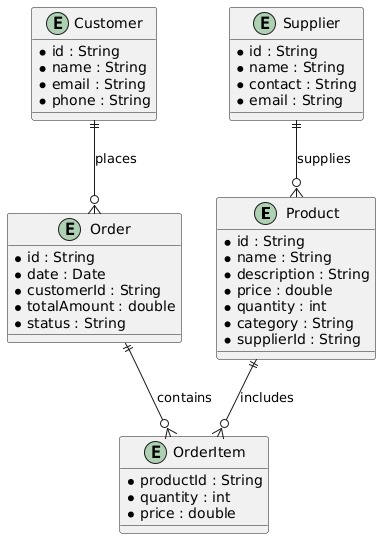 E Customer
* id : String
* name : String
* email : String
* phone : String
E Supplier
* id : String
* name : String
* contact : String
* email : String
places
supplies
E Order
* id : String
* date : Date
* customerId : String
* totalAmount : double
* status : String
E Product
* id : String
* name : String
* description : String
* price : double
* quantity : int
* category : String
* supplierId : String
contains
includes
E OrderItem
* productId : String
* quantity : int
* price : double